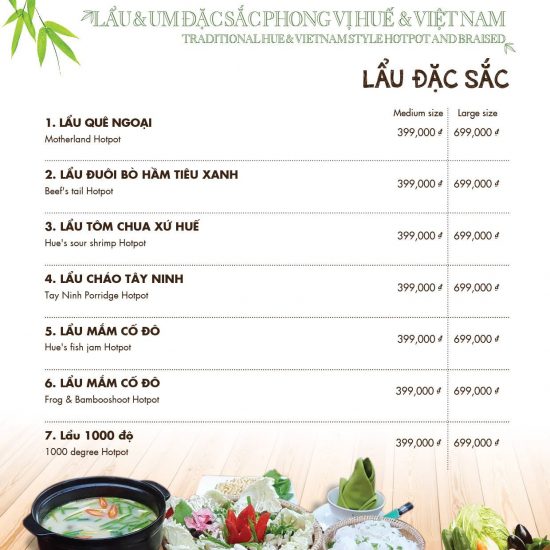 LẨU & UM ĐẶC SẮC PHONG VỊ HUẾ & VIỆT NAM
TRADITIONAL HUE & VIETNAM STYLE HOTPOT AND BRAISED
LẨU ĐẶC SẮC
Medium size Large size
1. LẨU QUÊ NGOẠI
Motherland Hotpot
399,000 đ 699,000 đ
2. LẨU ĐUÔI BÒ HẦM TIÊU XANH
Beef's tail Hotpot
399,000 đ 699,000 đ
3. LẨU TÔM CHUA XỨ HUẾ
Hue's sour shrimp Hotpot
399,000 đ 699,000 đ
4. LẨU CHÁO TÂY NINH
Tay Ninh Porridge Hotpot
399,000 đ 699,000 đ
5. LẨU MẮM CỐ ĐÔ
Hue's fish jam Hotpot
399,000 đ 699,000 đ
6. LẨU MẮM CỐ ĐÔ
Frog & Bambooshoot Hotpot
399,000 đ 699,000 đ
7. Lẩu 1000 độ
1000 degree Hotpot
399,000 đ 699,000 đ